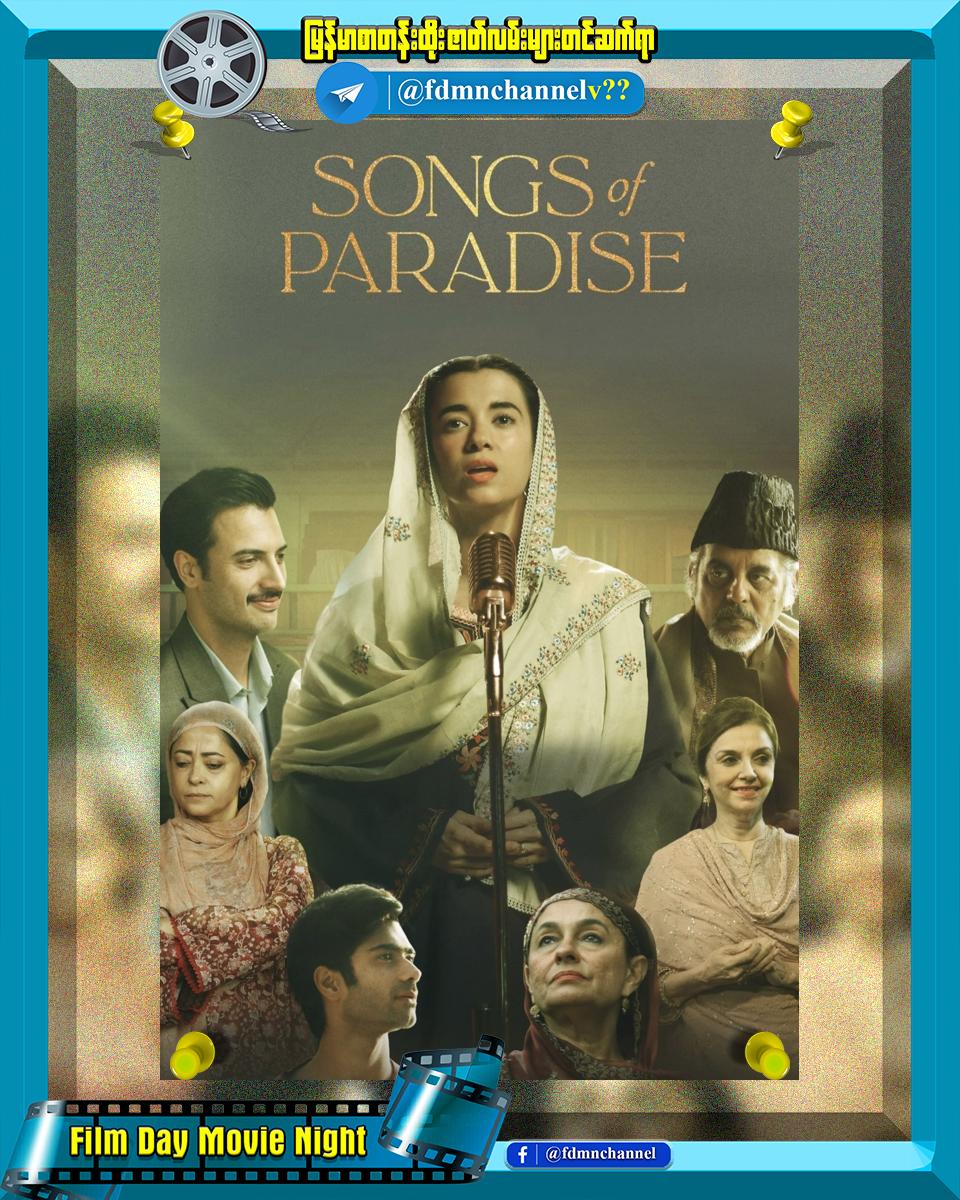 မြန်မာစာတန်းထိုးဇာတ်လမ်းများတင်ဆက်ရာ
@fdmnchannelv??
SONGS of
PARADISE
Film Day Movie Night
f @fdmnchannel